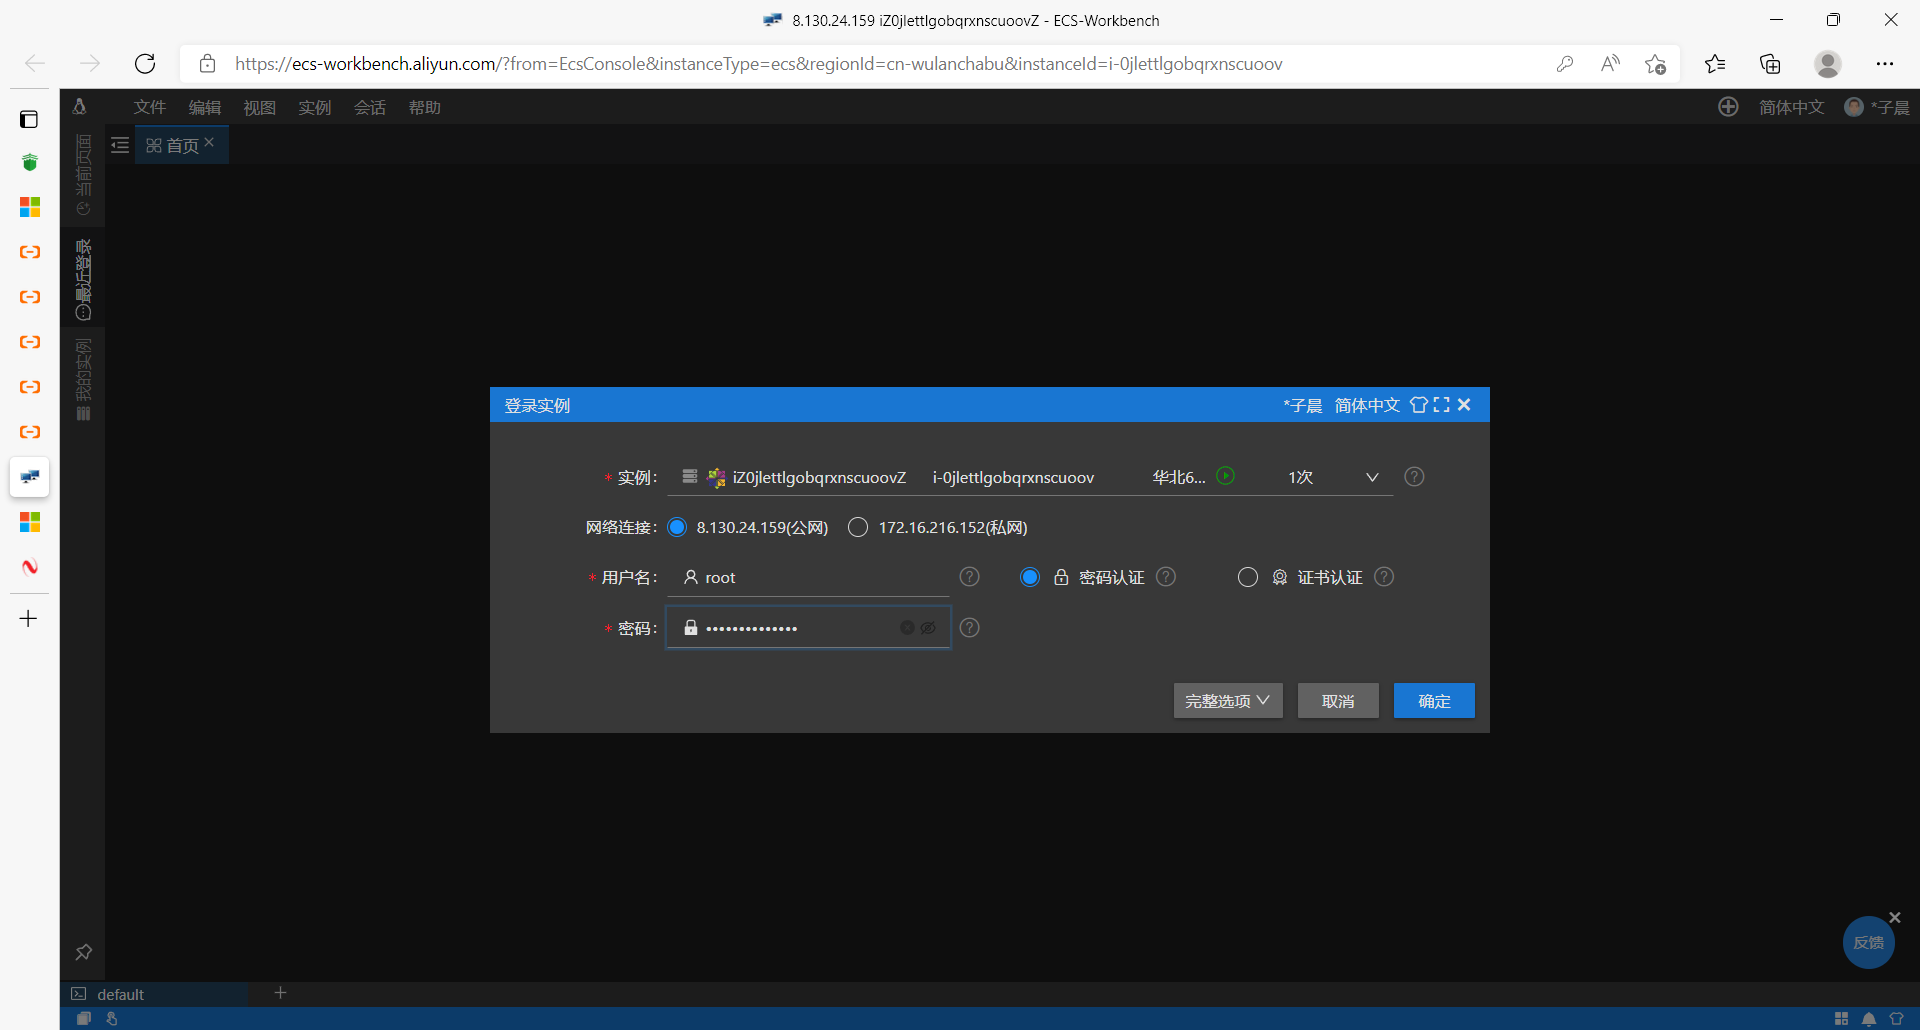 8.130.24.159 iZ0jlettlgobqrxnscuoovZ - ECS-Workbench
https://ecs-workbench.aliyun.com/?from=EcsConsole&instanceType=ecs&regionId=cn-wulanchabu&instanceId=i-0jlettlgobqrxnscuoov
文件 编辑 视图 实例 会话 帮助 简体中文 *子晨
首页
当前页面
最近登录
我的实例
登录实例 *子晨 简体中文
* 实例: iZ0jlettlgobqrxnscuoovZ i-0jlettlgobqrxnscuoov 华北6... 1次
网络连接: 8.130.24.159(公网) 172.16.216.152(私网)
* 用户名: root 密码认证 证书认证
* 密码: ••••••••••••••
完整选项 取消 确定
反馈
default